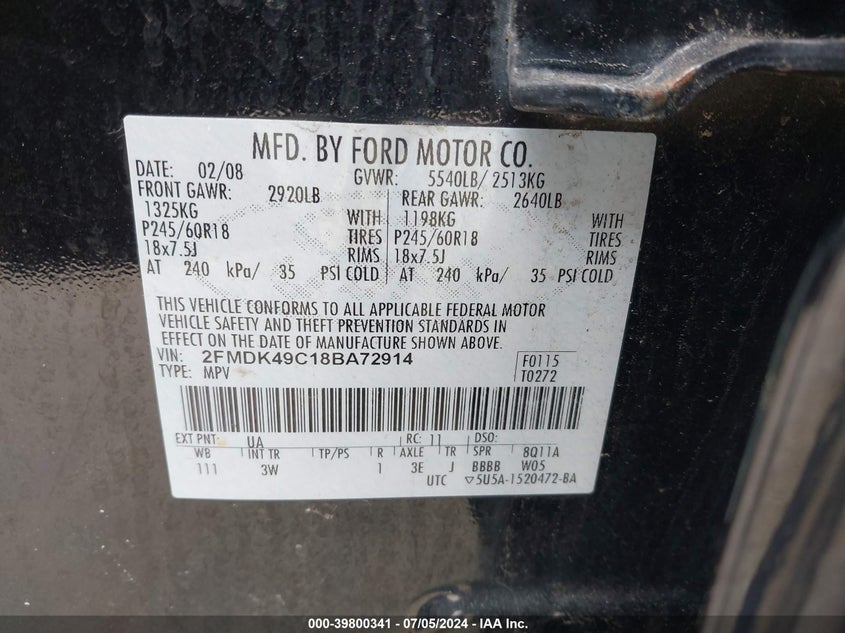 MFD. BY FORD MOTOR CO.
DATE: 02/08 GVWR: 5540LB/ 2513KG
FRONT GAWR: 2920LB REAR GAWR: 2640LB
1325KG WITH 1198KG WITH
P245/60R18 TIRES P245/60R18 TIRES
18x7.5J RIMS 18x7.5J RIMS
AT 240 kPa/ 35 PSI COLD AT 240 kPa/ 35 PSI COLD
THIS VEHICLE CONFORMS TO ALL APPLICABLE FEDERAL MOTOR
VEHICLE SAFETY AND THEFT PREVENTION STANDARDS IN
EFFECT ON THE DATE OF MANUFACTURE SHOWN ABOVE.
VIN: 2FMDK49C18BA72914 F0115
TYPE: MPV T0272
EXT PNT: UA RC: 11 DSO:
WB INT TR TP/PS R AXLE TR SPR 8Q11A
111 3W 1 3E J BBBB W05
UTC ▽5U5A-1520472-BA
000-39800341 / 07/05/2024 - IAA Inc.